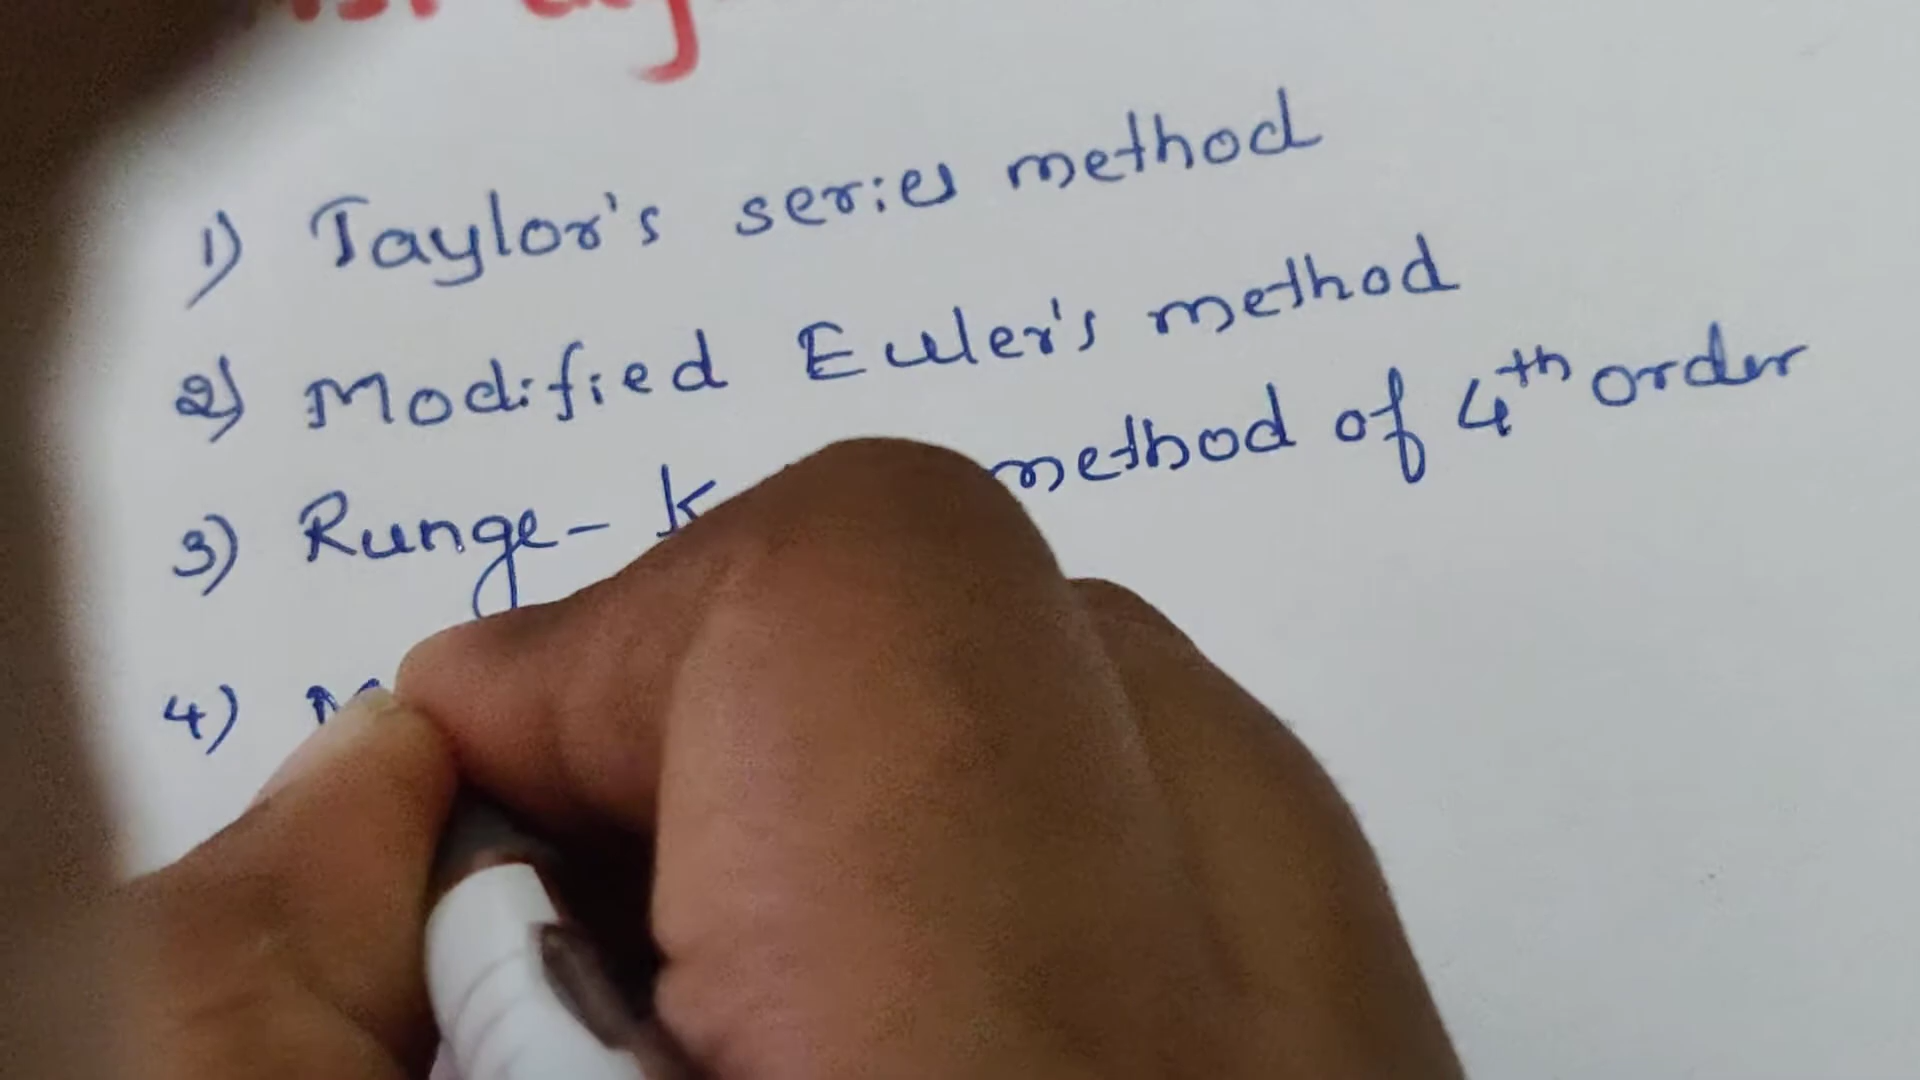 1) Taylor's series method
2) Modified Euler's method
3) Runge- method of 4th order
4)